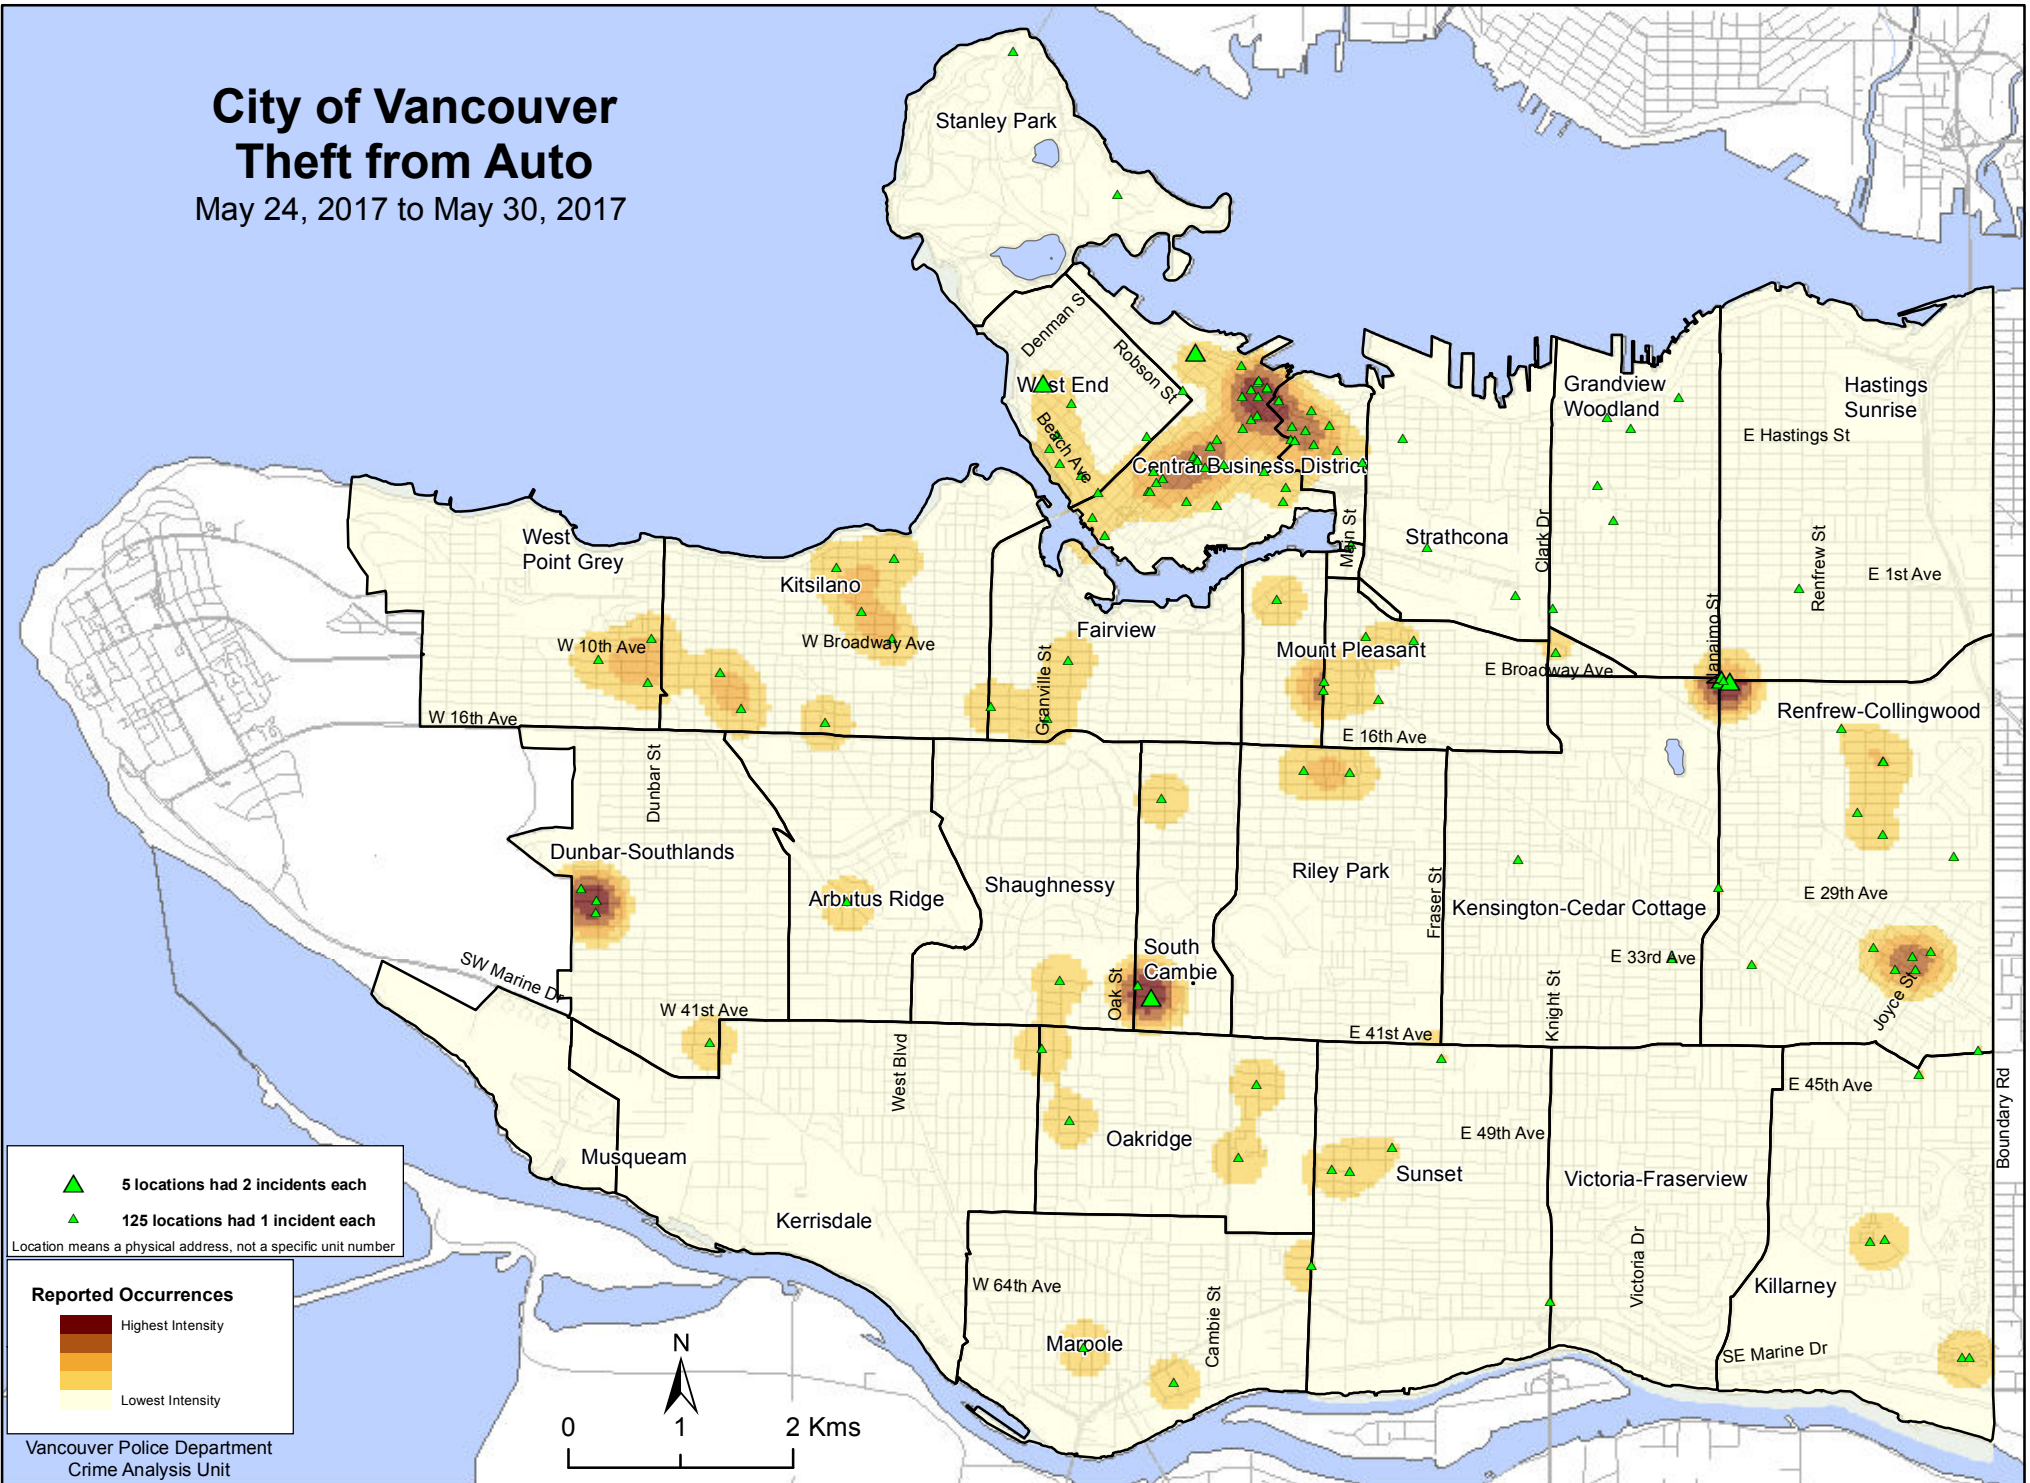 City of Vancouver
Theft from Auto
May 24, 2017 to May 30, 2017
Stanley Park
Denman S
Robson St
West End
Beach Ave
Central Business District
Grandview
Woodland
Hastings
Sunrise
E Hastings St
West
Point Grey
Kitsilano
Main St
Strathcona
Clark Dr
Renfrew St
E 1st Ave
W 10th Ave
W Broadway Ave
Fairview
Granville St
Mount Pleasant
E Broadway Ave
Nanaimo St
W 16th Ave
E 16th Ave
Renfrew-Collingwood
Dunbar St
Dunbar-Southlands
Arbutus Ridge
Shaughnessy
Riley Park
Fraser St
Kensington-Cedar Cottage
E 29th Ave
SW Marine Dr
South
Cambie
Oak St
E 33rd Ave
Joyce St
W 41st Ave
E 41st Ave
Knight St
West Blvd
E 45th Ave
Boundary Rd
Musqueam
Oakridge
E 49th Ave
Sunset
Victoria-Fraserview
5 locations had 2 incidents each
125 locations had 1 incident each
Location means a physical address, not a specific unit number
Kerrisdale
W 64th Ave
Cambie St
Victoria Dr
Killarney
Marpole
SE Marine Dr
Reported Occurrences
Highest Intensity
Lowest Intensity
N
0 1 2 Kms
Vancouver Police Department
Crime Analysis Unit